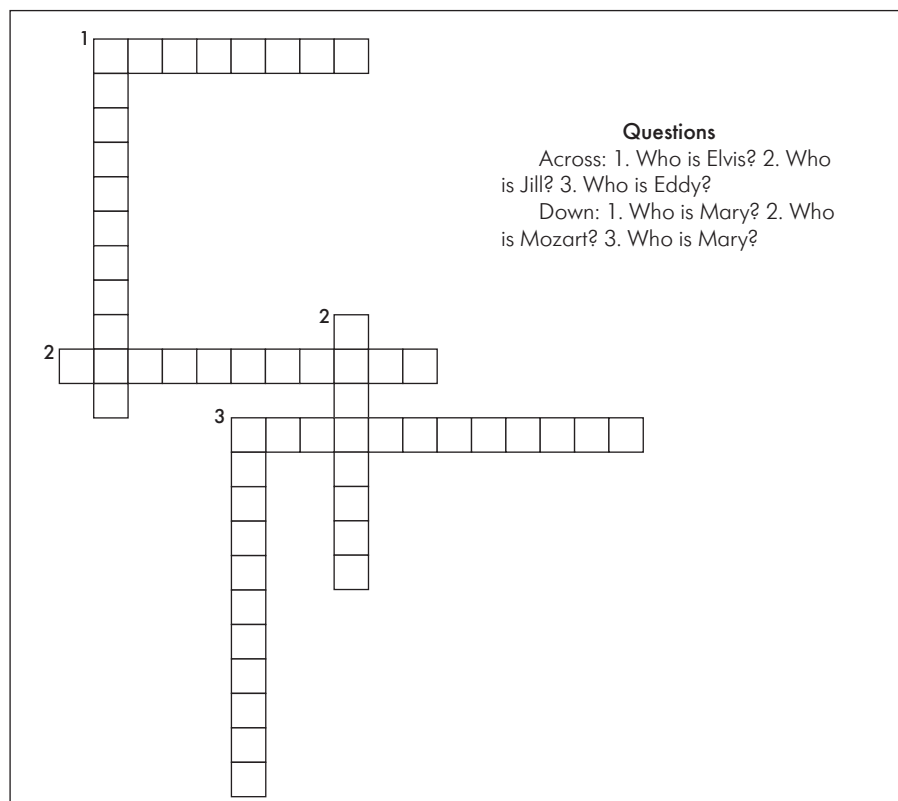 1
Questions
Across: 1. Who is Elvis? 2. Who
is Jill? 3. Who is Eddy?
Down: 1. Who is Mary? 2. Who
is Mozart? 3. Who is Mary?
2
2
3